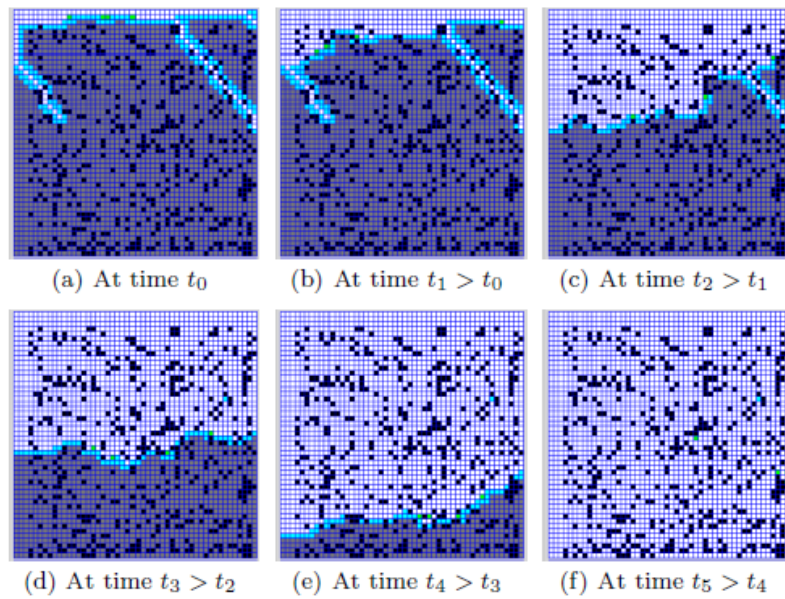 (a) At time t₀
(b) At time t₁ > t₀
(c) At time t₂ > t₁
(d) At time t₃ > t₂
(e) At time t₄ > t₃
(f) At time t₅ > t₄